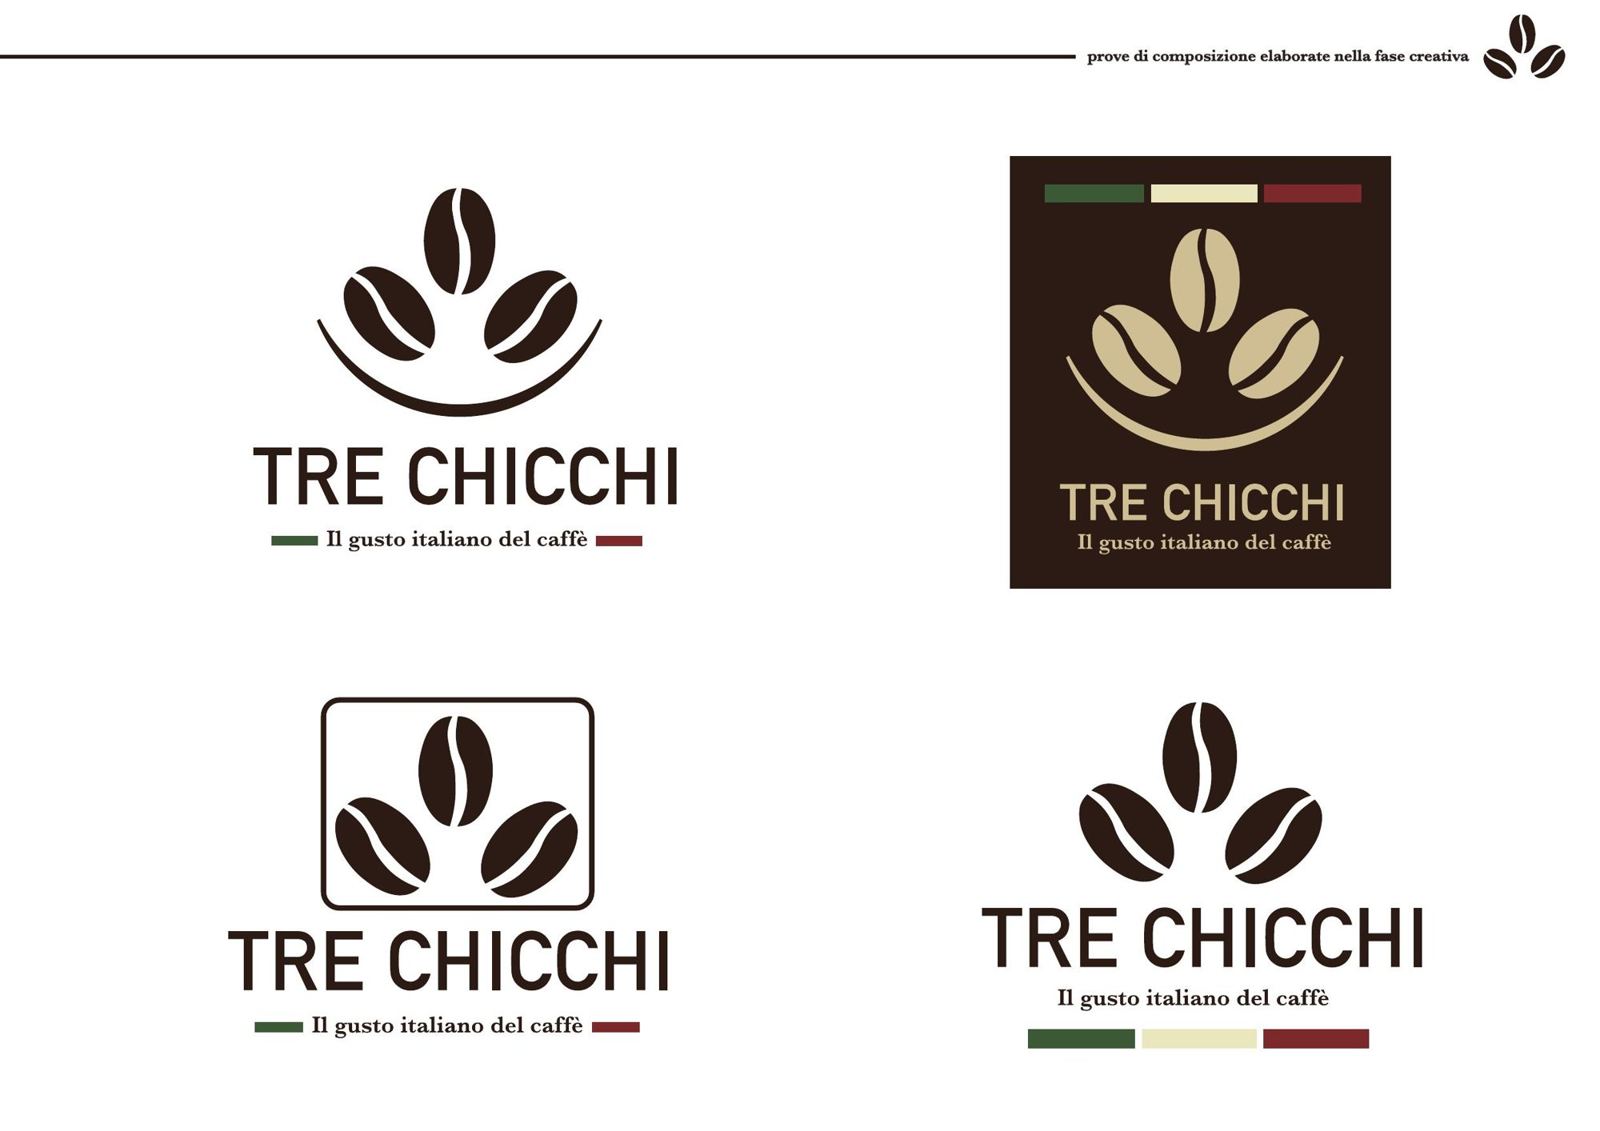 prove di composizione elaborate nella fase creativa
TRE CHICCHI
Il gusto italiano del caffè
TRE CHICCHI
Il gusto italiano del caffè
TRE CHICCHI
Il gusto italiano del caffè
TRE CHICCHI
Il gusto italiano del caffè